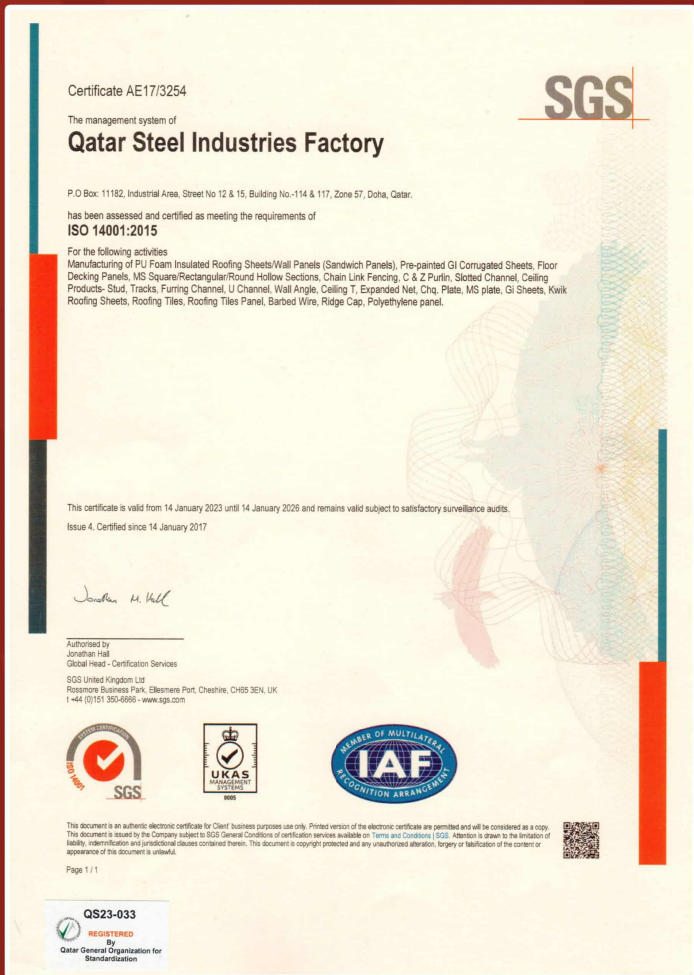 Certificate AE17/3254
SGS
The management system of
Qatar Steel Industries Factory
P.O Box: 11182, Industrial Area, Street No 12 & 15, Building No.-114 & 117, Zone 57, Doha, Qatar.
has been assessed and certified as meeting the requirements of
ISO 14001:2015
For the following activities
Manufacturing of PU Foam Insulated Roofing Sheets/Wall Panels (Sandwich Panels), Pre-painted GI Corrugated Sheets, Floor
Decking Panels, MS Square/Rectangular/Round Hollow Sections, Chain Link Fencing, C & Z Purlin, Slotted Channel, Ceiling
Products- Stud, Tracks, Furring Channel, U Channel, Wall Angle, Ceiling T, Expanded Net, Chq. Plate, MS plate, Gi Sheets, Kwik
Roofing Sheets, Roofing Tiles, Roofing Tiles Panel, Barbed Wire, Ridge Cap, Polyethylene panel.
This certificate is valid from 14 January 2023 until 14 January 2026 and remains valid subject to satisfactory surveillance audits.
Issue 4. Certified since 14 January 2017
Jonathan M. Hall
Authorised by
Jonathan Hall
Global Head - Certification Services
SGS United Kingdom Ltd
Rossmore Business Park, Ellesmere Port, Cheshire, CH65 3EN, UK
t +44 (0)151 350-6666 - www.sgs.com
SYSTEM CERTIFICATION
ISO 14001
SGS
UKAS
MANAGEMENT
SYSTEMS
0005
MEMBER OF MULTILATERAL
IAF
RECOGNITION ARRANGEMENT
This document is an authentic electronic certificate for Client' business purposes use only. Printed version of the electronic certificate are permitted and will be considered as a copy.
This document is issued by the Company subject to SGS General Conditions of certification services available on Terms and Conditions | SGS. Attention is drawn to the limitation of
liability, indemnification and jurisdictional clauses contained therein. This document is copyright protected and any unauthorized alteration, forgery or falsification of the content or
appearance of this document is unlawful.
Page 1 / 1
QS23-033
REGISTERED
By
Qatar General Organization for
Standardization